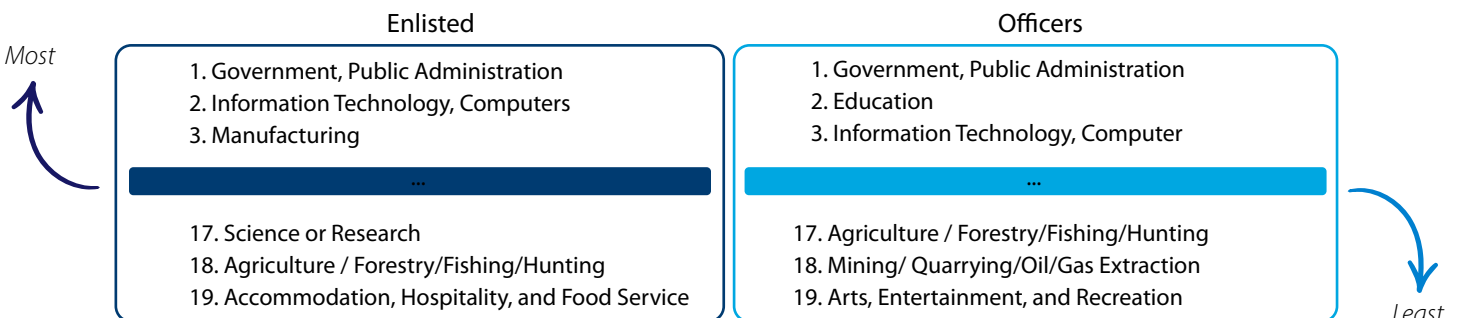 Enlisted
Officers
Most
1. Government, Public Administration
2. Information Technology, Computers
3. Manufacturing
...
17. Science or Research
18. Agriculture / Forestry/Fishing/Hunting
19. Accommodation, Hospitality, and Food Service
1. Government, Public Administration
2. Education
3. Information Technology, Computer
...
17. Agriculture / Forestry/Fishing/Hunting
18. Mining/ Quarrying/Oil/Gas Extraction
19. Arts, Entertainment, and Recreation
Least